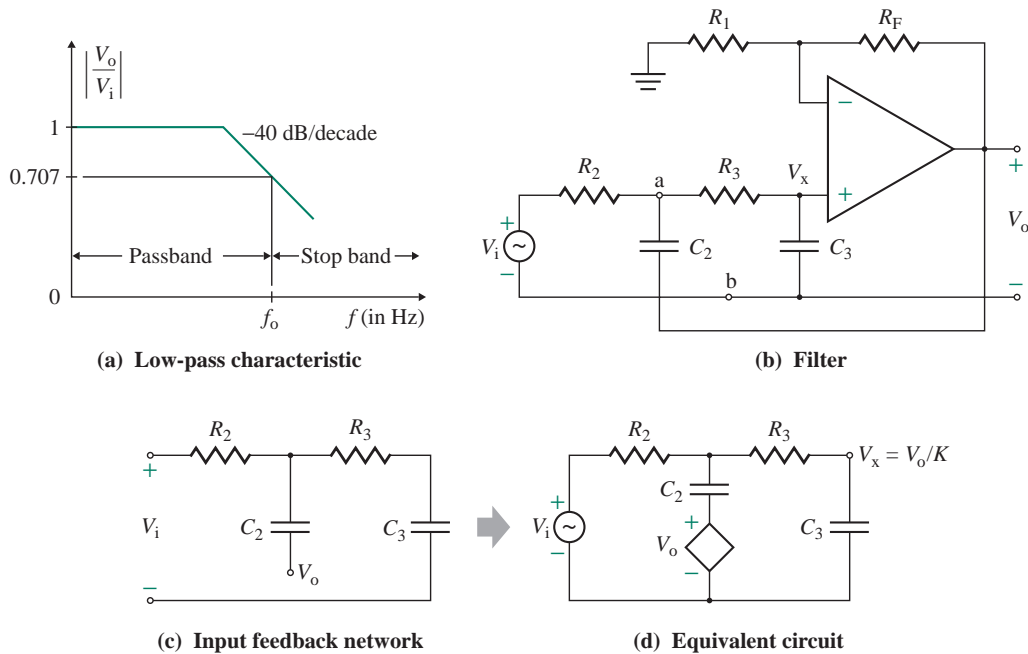 |Vo/Vi|
1
0.707
0
–40 dB/decade
Passband
Stop band
fo
f (in Hz)
(a) Low-pass characteristic
R1
RF
R2
a
R3
Vx
–
+
+
Vi
–
C2
C3
b
+
Vo
–
(b) Filter
R2
R3
+
Vi
–
C2
C3
Vo
(c) Input feedback network
R2
R3
Vx = Vo/K
+
Vi
–
C2
+
Vo
–
C3
(d) Equivalent circuit